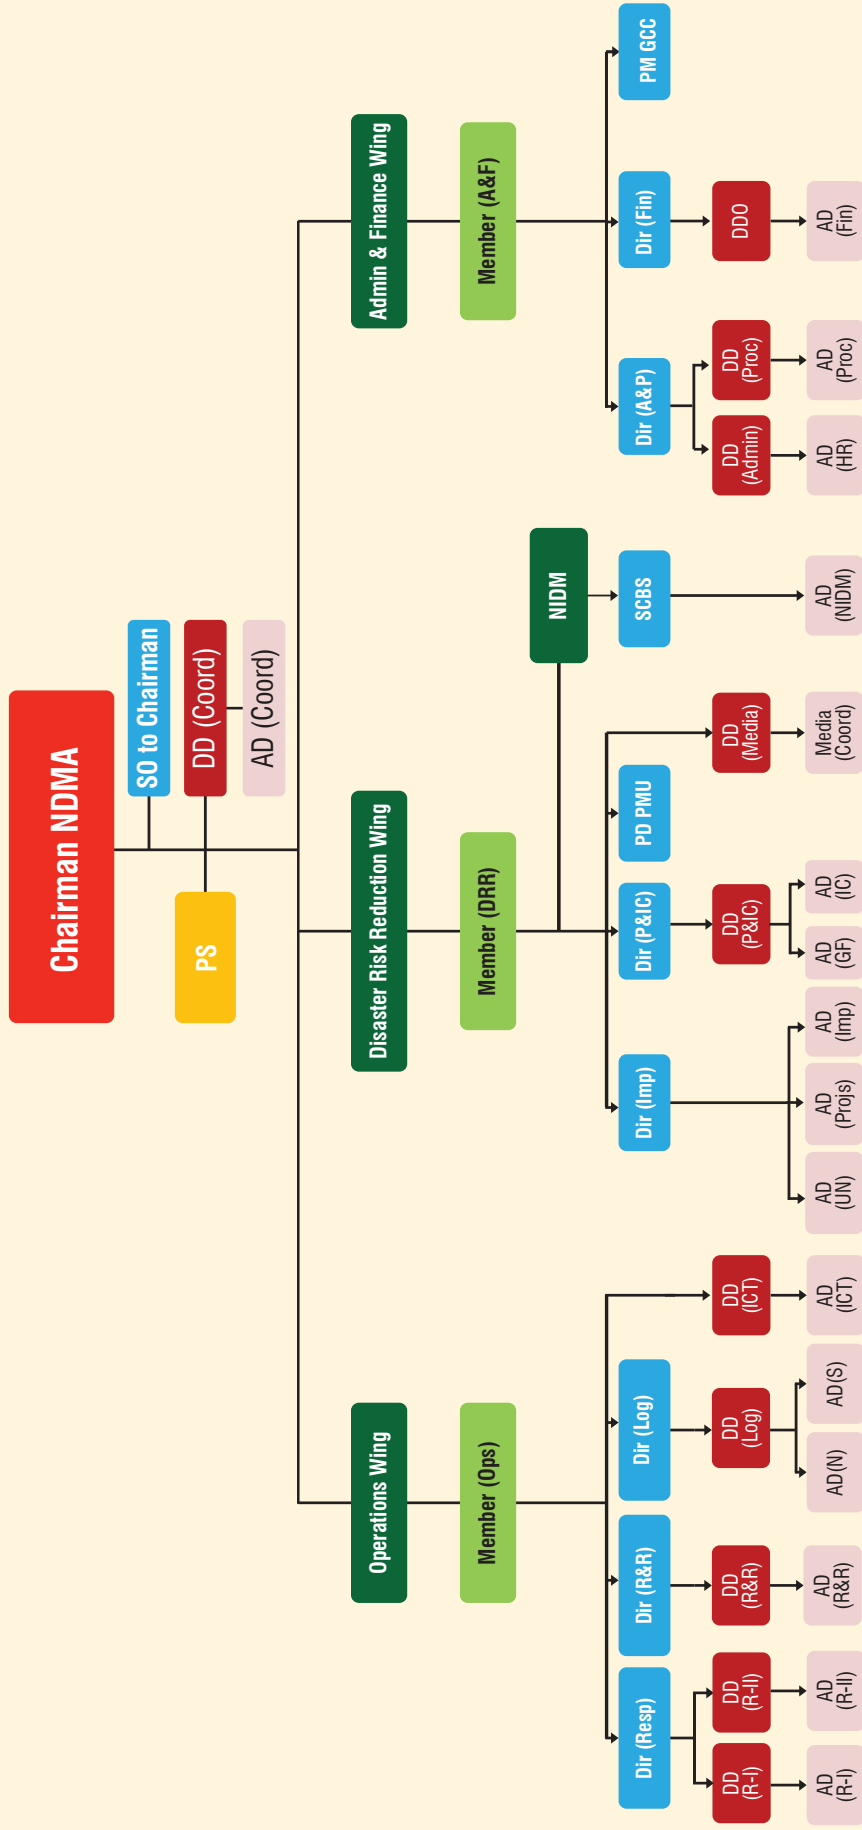 Chairman NDMA
SO to Chairman
PS
DD (Coord)
AD (Coord)
Operations Wing
Disaster Risk Reduction Wing
Admin & Finance Wing
Member (Ops)
Member (DRR)
Member (A&F)
NIDM
Dir (Resp)
Dir (R&R)
Dir (Log)
Dir (Imp)
Dir (P&IC)
PD PMU
SCBS
Dir (A&P)
Dir (Fin)
PM GCC
DD
(R-I)
DD
(R-II)
DD
(R&R)
DD
(Log)
DD
(ICT)
DD
(P&IC)
DD
(Media)
DD
(Admin)
DD
(Proc)
DDO
AD
(R-I)
AD
(R-II)
AD
(R&R)
AD(N)
AD(S)
AD
(ICT)
AD
(UN)
AD
(Projs)
AD
(Imp)
AD
(GF)
AD
(IC)
Media
(Coord)
AD
(NIDM)
AD
(HR)
AD
(Proc)
AD
(Fin)